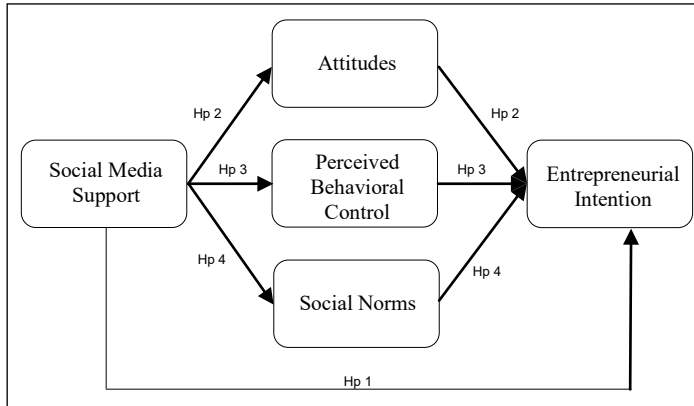 Attitudes
Hp 2
Hp 2
Social Media
Support
Hp 3
Perceived
Behavioral
Control
Hp 3
Entrepreneurial
Intention
Hp 4
Hp 4
Social Norms
Hp 1